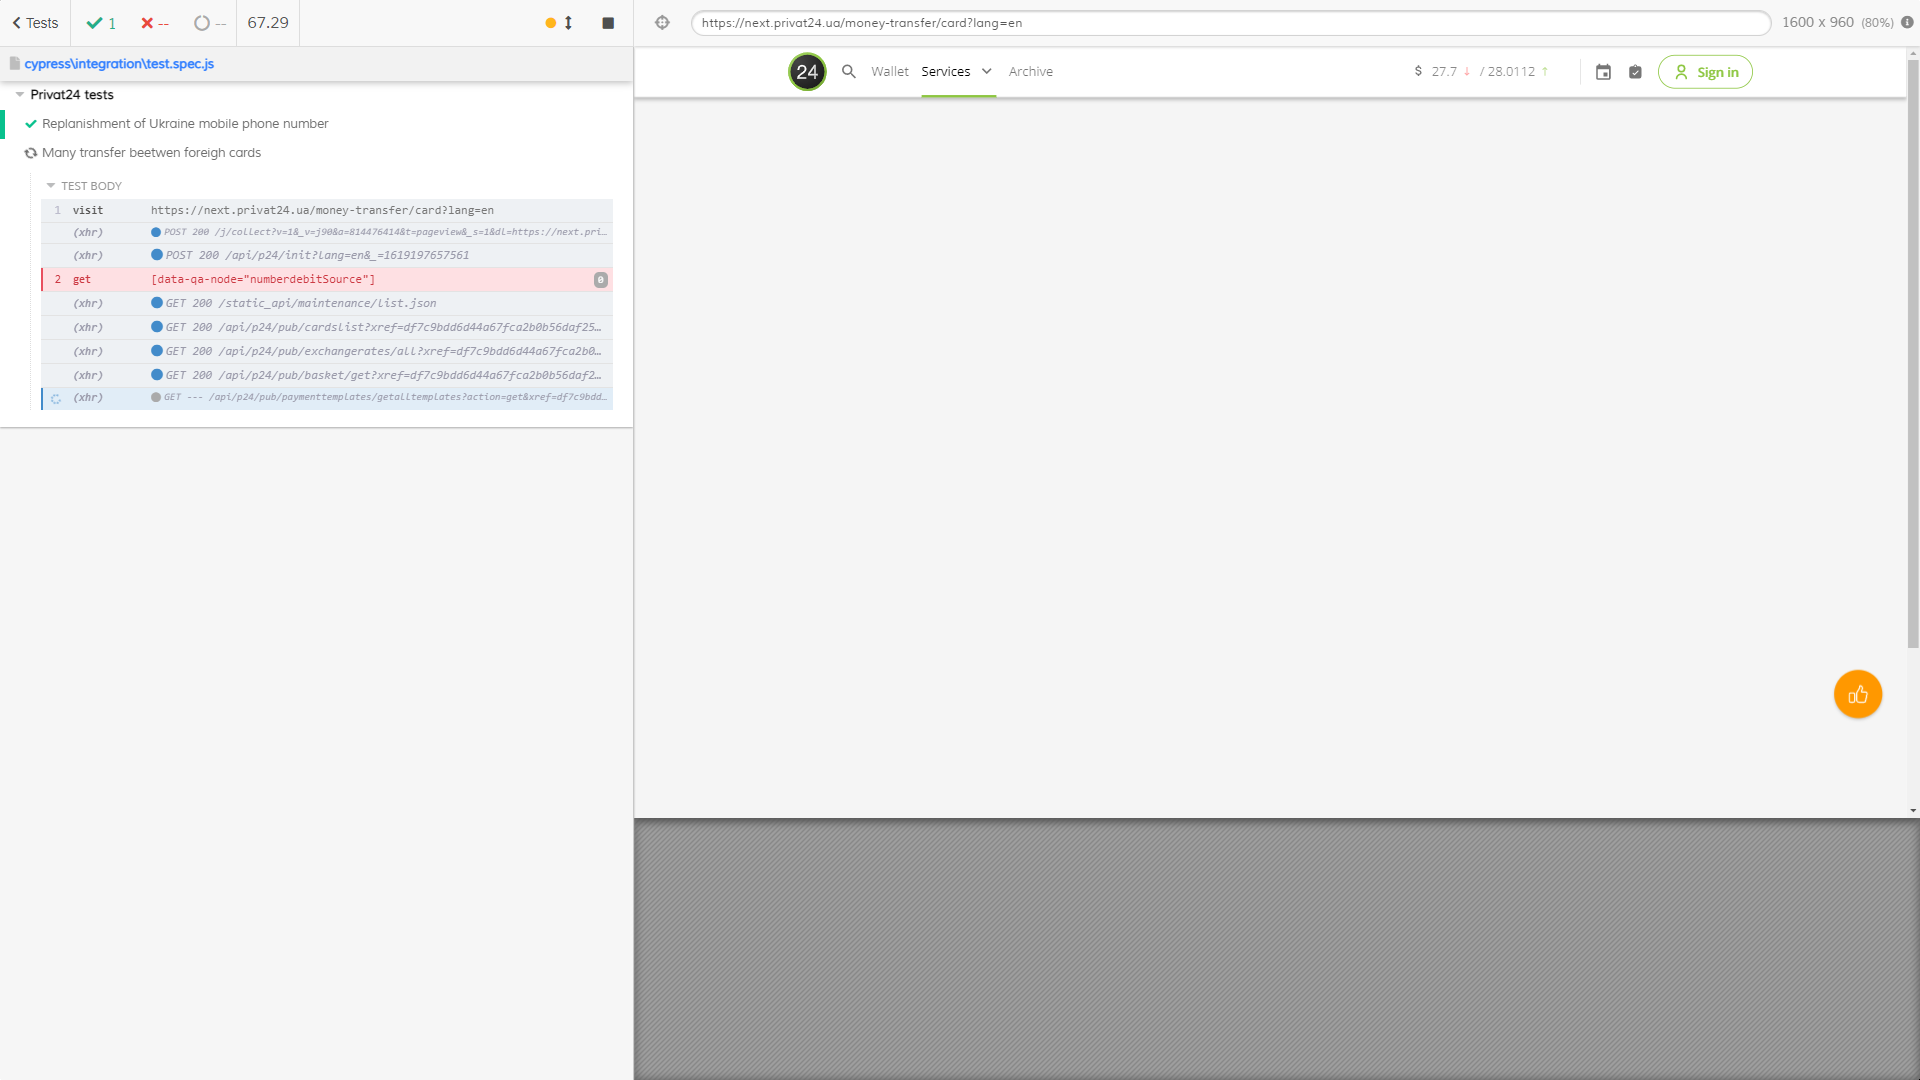 Tests 1 -- -- 67.29
cypress\integration\test.spec.js
Privat24 tests
Replanishment of Ukraine mobile phone number
Many transfer beetwen foreigh cards
TEST BODY
1 visit https://next.privat24.ua/money-transfer/card?lang=en
(xhr) POST 200 /j/collect?v=1&_v=j90&a=814476414&t=pageview&_s=1&dl=https://next.pri...
(xhr) POST 200 /api/p24/init?lang=en&_=1619197657561
2 get [data-qa-node="numberdebitSource"] 0
(xhr) GET 200 /static_api/maintenance/list.json
(xhr) GET 200 /api/p24/pub/cardslist?xref=df7c9bdd6d44a67fca2b0b56daf25...
(xhr) GET 200 /api/p24/pub/exchangerates/all?xref=df7c9bdd6d44a67fca2b0...
(xhr) GET 200 /api/p24/pub/basket/get?xref=df7c9bdd6d44a67fca2b0b56daf2...
(xhr) GET --- /api/p24/pub/paymenttemplates/getalltemplates?action=get&xref=df7c9bdd...
https://next.privat24.ua/money-transfer/card?lang=en
1600 x 960 (80%)
24 Wallet Services Archive
$ 27.7 ↓ / 28.0112 ↑
Sign in